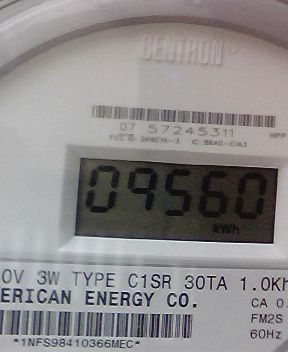 CENTRON
07 57245311
HPP
09560
kWh
0V 3W TYPE C1SR 30TA 1.0Kh
ERICAN ENERGY CO.
CA 0.
FM2S
60Hz
*1NFS98410366MEC*